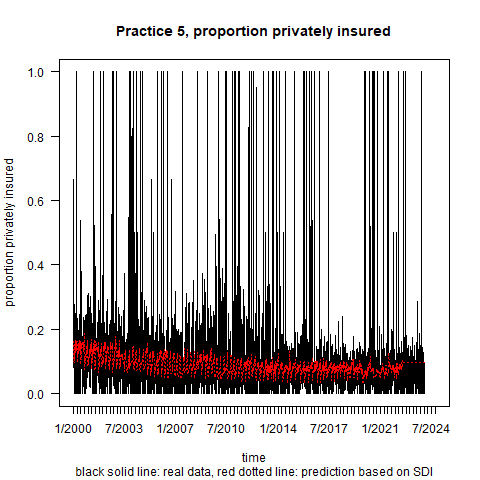 Practice 5, proportion privately insured
proportion privately insured
1.0
0.8
0.6
0.4
0.2
0.0
1/2000 7/2003 1/2007 7/2010 1/2014 7/2017 1/2021 7/2024
time
black solid line: real data, red dotted line: prediction based on SDI